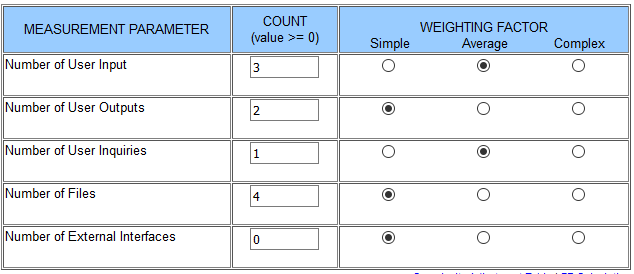 MEASUREMENT PARAMETER
COUNT
(value >= 0)
WEIGHTING FACTOR
Simple Average Complex
Number of User Input 3
Number of User Outputs 2
Number of User Inquiries 1
Number of Files 4
Number of External Interfaces 0